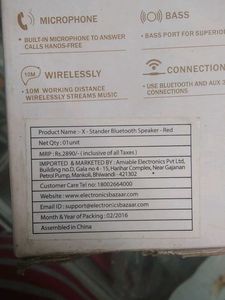 MICROPHONE
BUILT-IN MICROPHONE TO ANSWER
CALLS HANDS-FREE
BASS
BASS PORT FOR SUPERIOR
10M
WIRELESSLY
10M WORKING DISTANCE
WIRELESSLY STREAMS MUSIC
CONNECTION
USE BLUETOOTH AND AUX 3
CONNECTIONS
Product Name :- X - Stander Bluetooth Speaker - Red
Net Qty : 01unit
MRP : Rs.2890/- ( inclusive of all Taxes )
IMPORTED & MARKETED BY : Amiable Electronics Pvt Ltd,
Building no.D, Gala no 4 - 15, Harihar Complex, Near Gajanan
Petrol Pump, Mankoli, Bhiwandi - 421302
Customer Care Tel no: 18002664000
Website : www.electronicsbazaar.com
Email ID : support@electronicsbazaar.com
Month & Year of Packing : 02/2016
Assembled in China